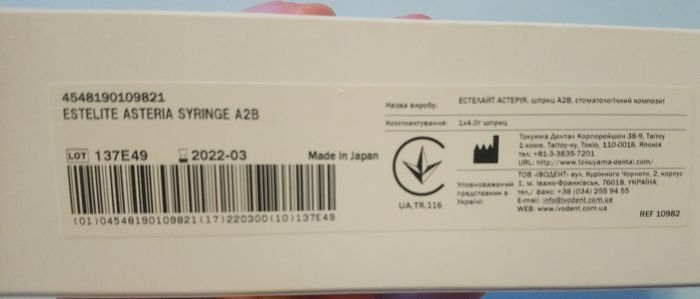 4548190109821
ESTELITE ASTERIA SYRINGE A2B
LOT 137E49 2022-03 Made in Japan
(01)04548190109821(17)220300(10)137E49
UA.TR.116
Назва виробу: ЕСТЕЛАЙТ АСТЕРІЯ, шприц A2B, стоматологічний композит
Комплектування: 1x4.0г шприц
Токуяма Дентал Корпорейшон 38-9, Тайтоу
1-коме, Тайтоу-ку, Токіо, 110-0016, Японія
тел: +81-3-3835-7201
URL: http://www.tokuyama-dental.com/
Уповноважений представник в Україні:
ТОВ «ІВОДЕНТ» вул. Курінного Чорноти, 2, корпус
1, м. Івано-Франківськ, 76018, УКРАЇНА;
тел/ факс: +38 (034) 255 94 55
E-mail: info@ivodent.com.ua
WEB: www.ivodent.com.ua
REF 10982